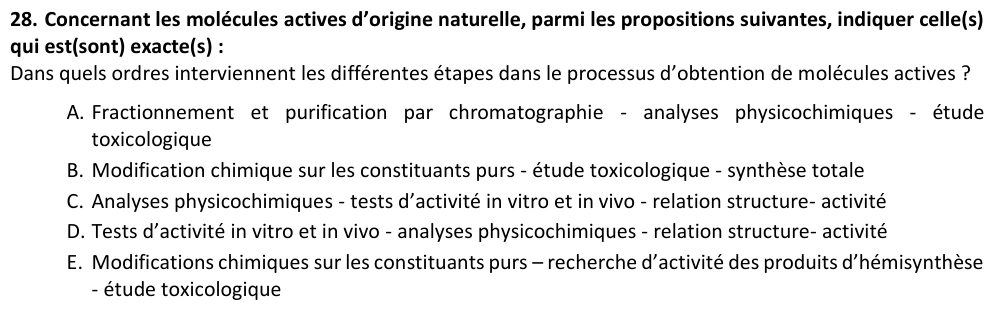 28. Concernant les molécules actives d’origine naturelle, parmi les propositions suivantes, indiquer celle(s)
qui est(sont) exacte(s) :
Dans quels ordres interviennent les différentes étapes dans le processus d’obtention de molécules actives ?
A. Fractionnement et purification par chromatographie - analyses physicochimiques - étude
toxicologique
B. Modification chimique sur les constituants purs - étude toxicologique - synthèse totale
C. Analyses physicochimiques - tests d’activité in vitro et in vivo - relation structure- activité
D. Tests d’activité in vitro et in vivo - analyses physicochimiques - relation structure- activité
E. Modifications chimiques sur les constituants purs – recherche d’activité des produits d’hémisynthèse
- étude toxicologique